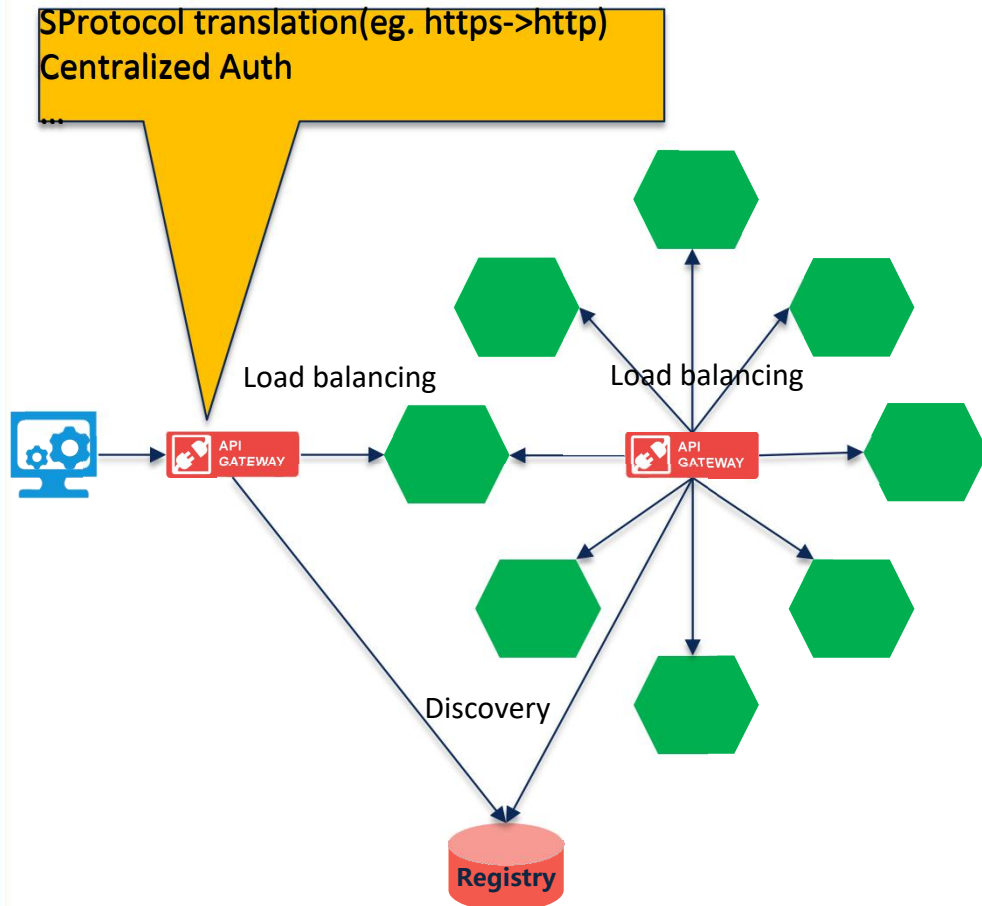 SProtocol translation(eg. https->http)
Centralized Auth
...
Load balancing
Load balancing
API
GATEWAY
API
GATEWAY
Discovery
Registry